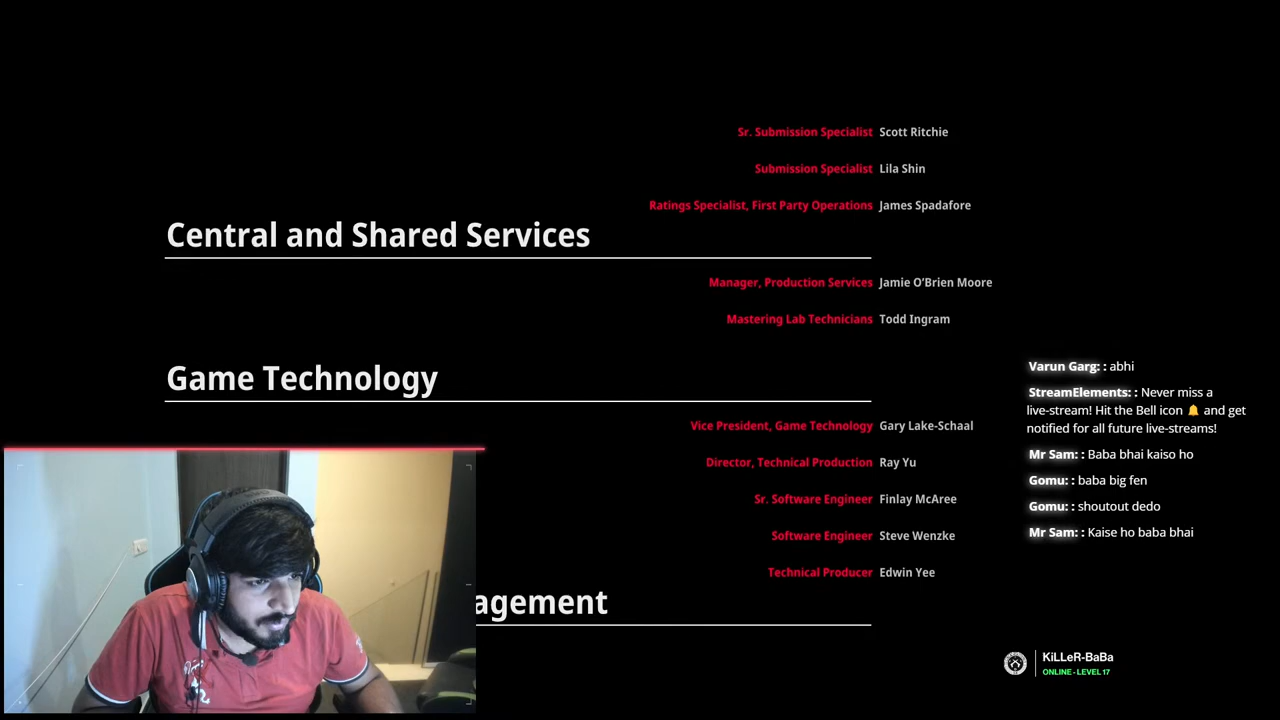 Sr. Submission Specialist Scott Ritchie
Submission Specialist Lila Shin
Ratings Specialist, First Party Operations James Spadafore
Central and Shared Services
Manager, Production Services Jamie O'Brien Moore
Mastering Lab Technicians Todd Ingram
Game Technology
Vice President, Game Technology Gary Lake-Schaal
Director, Technical Production Ray Yu
Sr. Software Engineer Finlay McAree
Software Engineer Steve Wenzke
Technical Producer Edwin Yee
agement
Varun Garg: : abhi
StreamElements: : Never miss a
live-stream! Hit the Bell icon 🔔 and get
notified for all future live-streams!
Mr Sam: : Baba bhai kaiso ho
Gomu: : baba big fen
Gomu: : shoutout dedo
Mr Sam: : Kaise ho baba bhai
KiLLeR-BaBa
ONLINE - LEVEL 17